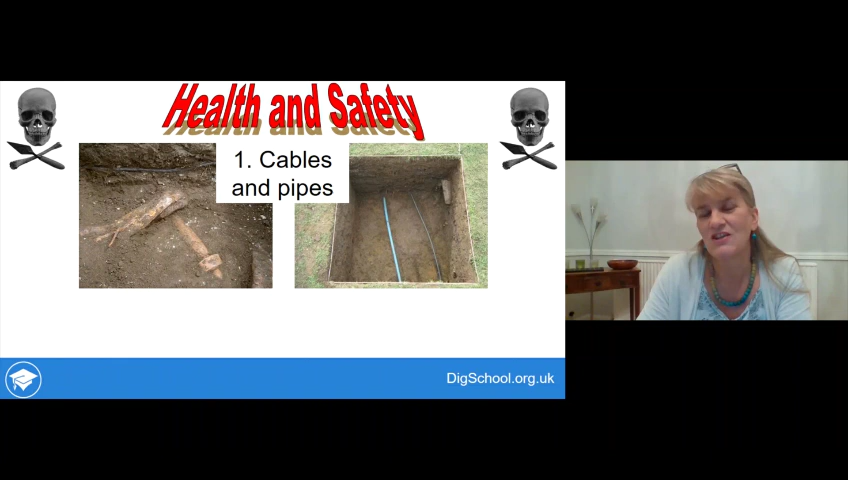 Health and Safety
1. Cables
and pipes
DigSchool.org.uk